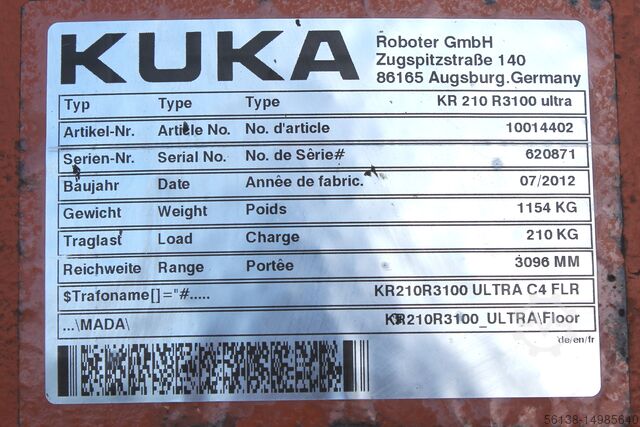 KUKA
Roboter GmbH
Zugspitzstraße 140
86165 Augsburg.Germany
Typ Type Type KR 210 R3100 ultra
Artikel-Nr. Article No. No. d'article 10014402
Serien-Nr. Serial No. No. de Sêrie# 620871
Baujahr Date Annêe de fabric. 07/2012
Gewicht Weight Poids 1154 KG
Traglast Load Charge 210 KG
Reichweite Range Portêe 3096 MM
$Trafoname[]="#..... KR210R3100 ULTRA C4 FLR
...\MADA\ KR210R3100_ULTRA\Floor
de/en/fr
56138-14985640